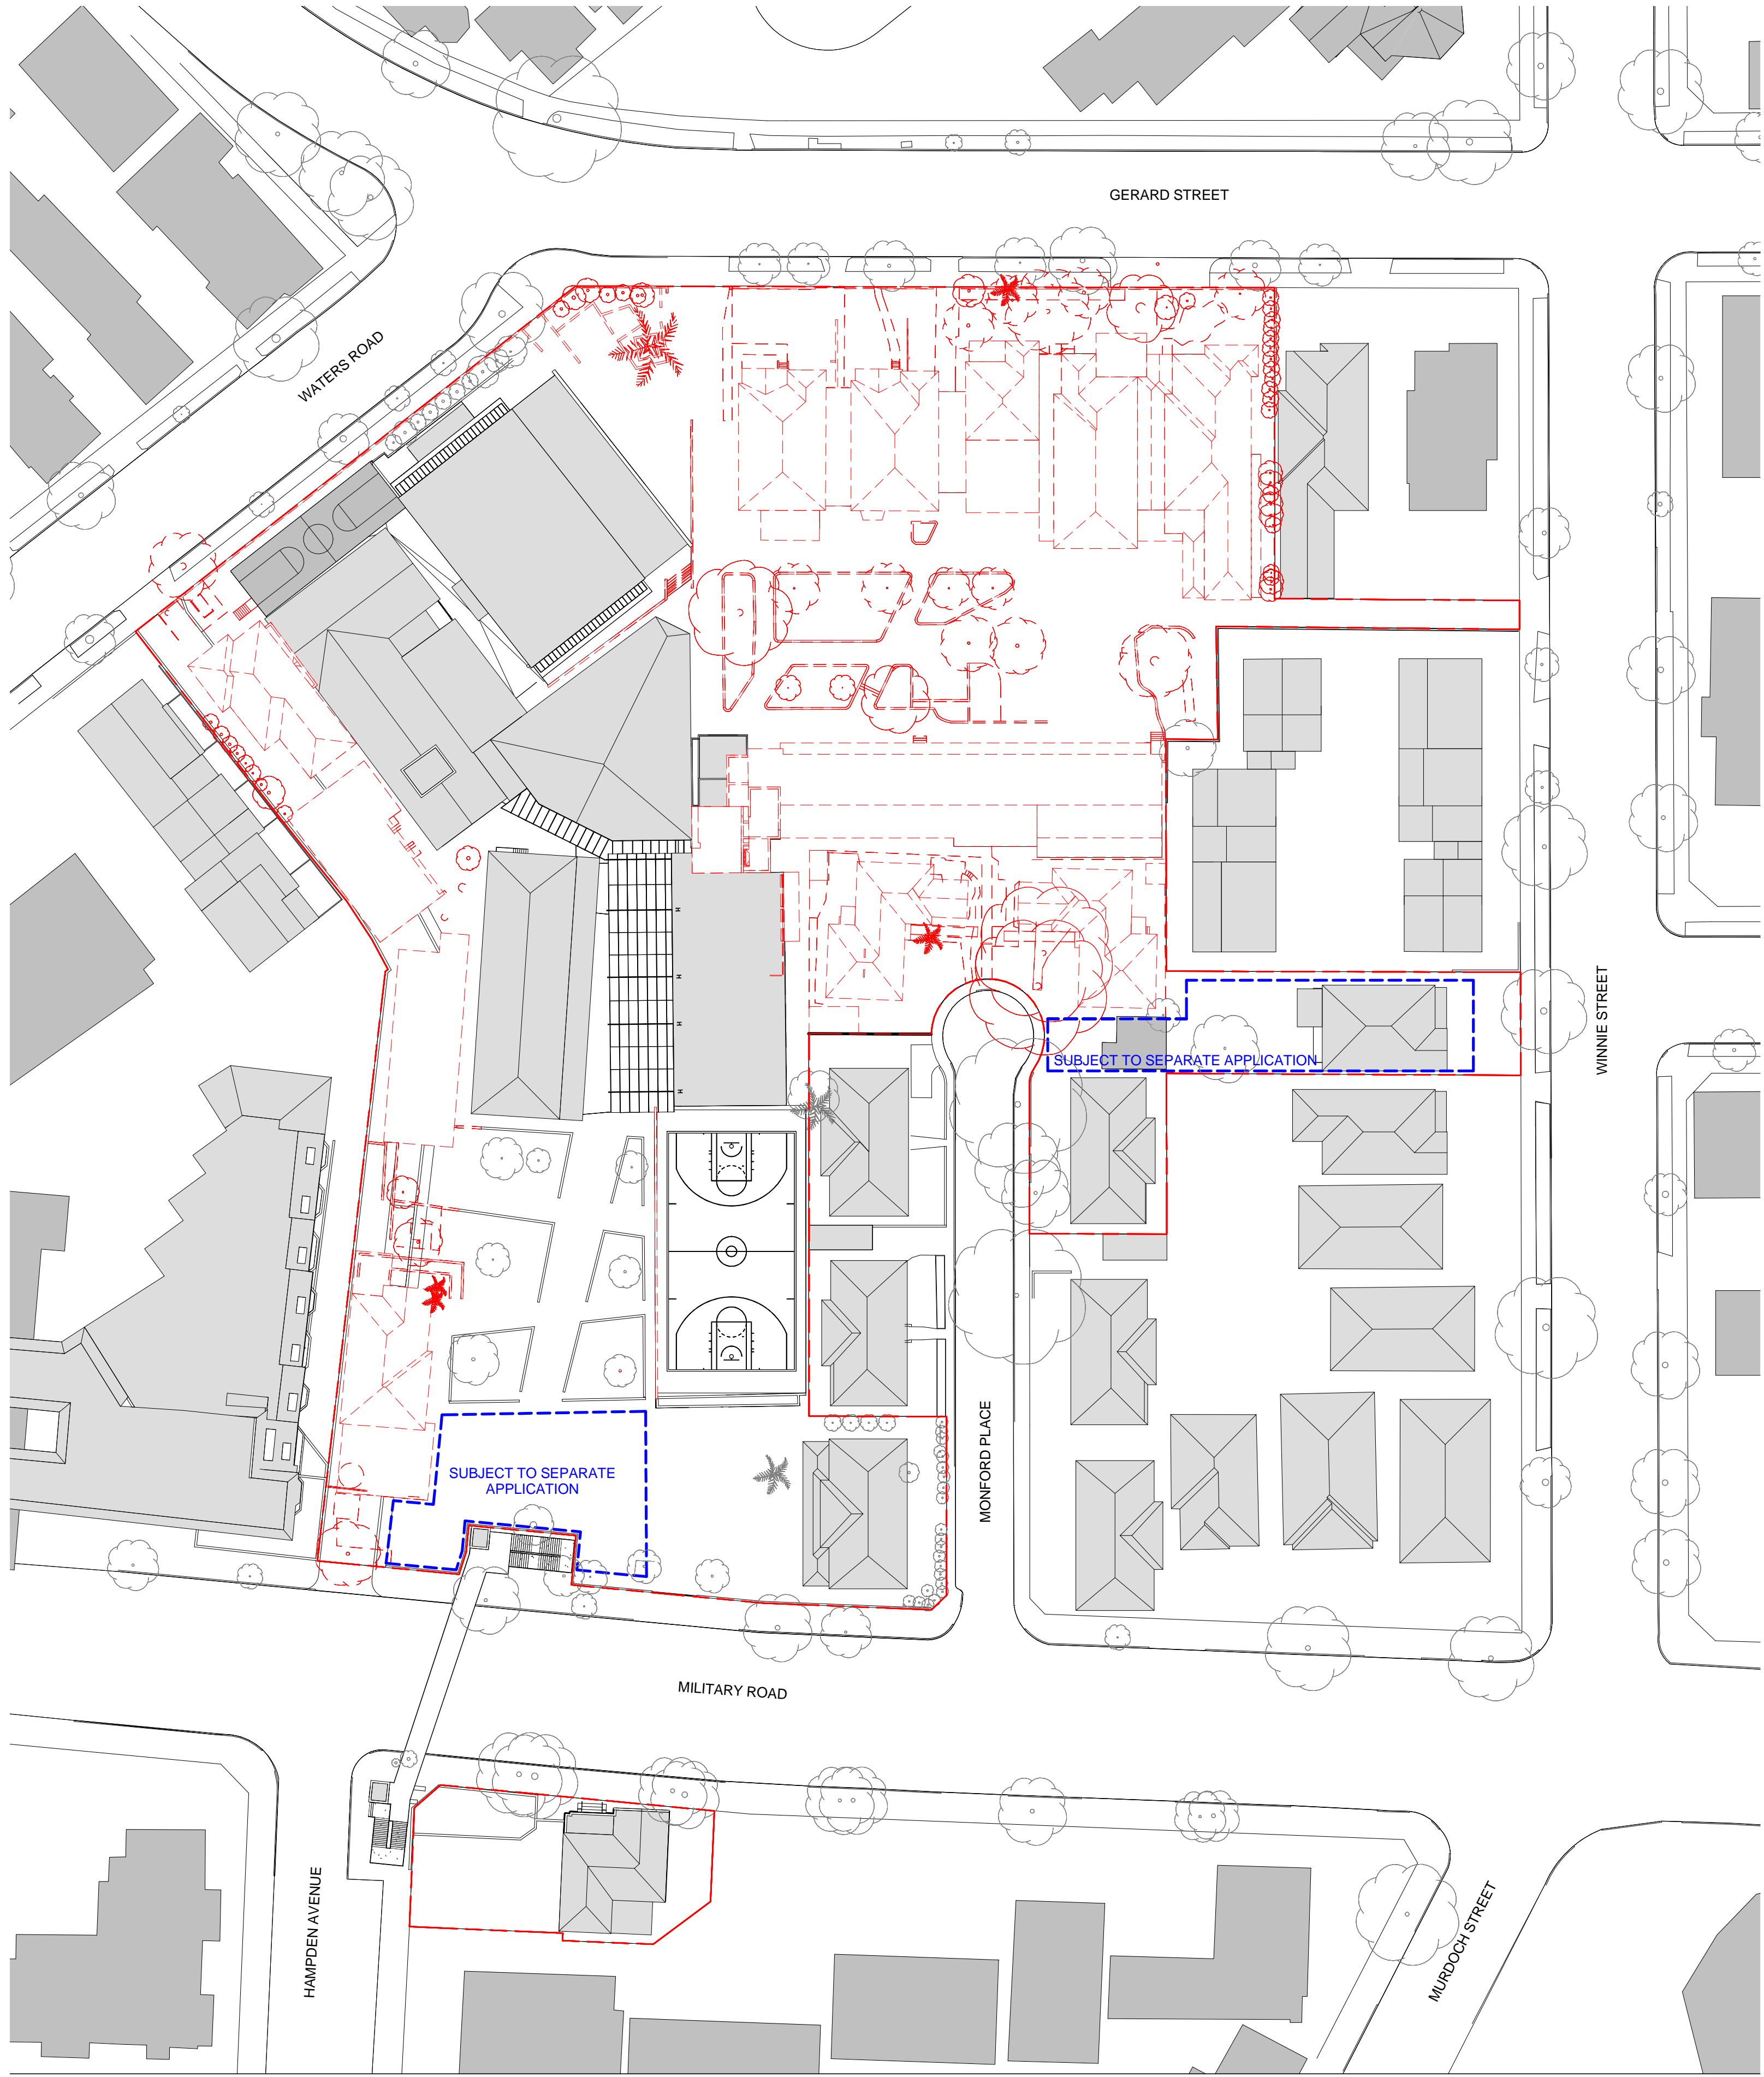 GERARD STREET
WATERS ROAD
WINNIE STREET
SUBJECT TO SEPARATE APPLICATION
MONFORD PLACE
SUBJECT TO SEPARATE
APPLICATION
MILITARY ROAD
HAMPDEN AVENUE
MURDOCH STREET